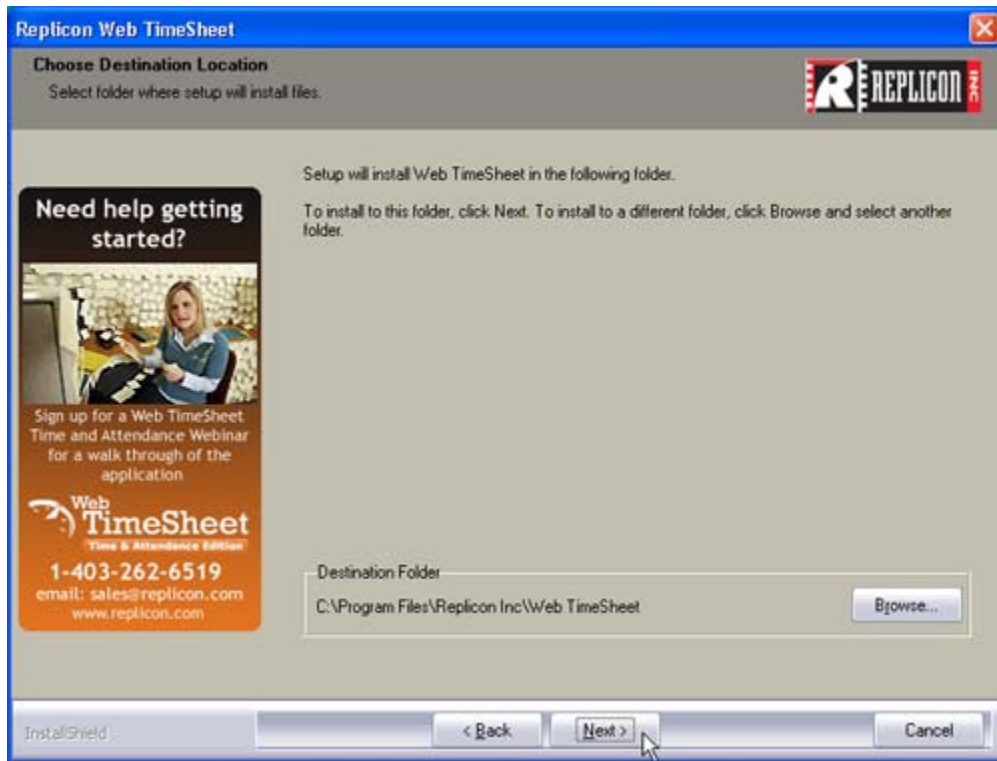 Replicon Web TimeSheet
Choose Destination Location
Select folder where setup will install files.
REPLICON INC
Need help getting
started?
Sign up for a Web TimeSheet
Time and Attendance Webinar
for a walk through of the
application
Web
TimeSheet
Time & Attendance Edition
1-403-262-6519
email: sales@replicon.com
www.replicon.com
Setup will install Web TimeSheet in the following folder.
To install to this folder, click Next. To install to a different folder, click Browse and select another
folder.
Destination Folder
C:\Program Files\Replicon Inc\Web TimeSheet
Browse...
InstallShield
< Back
Next >
Cancel